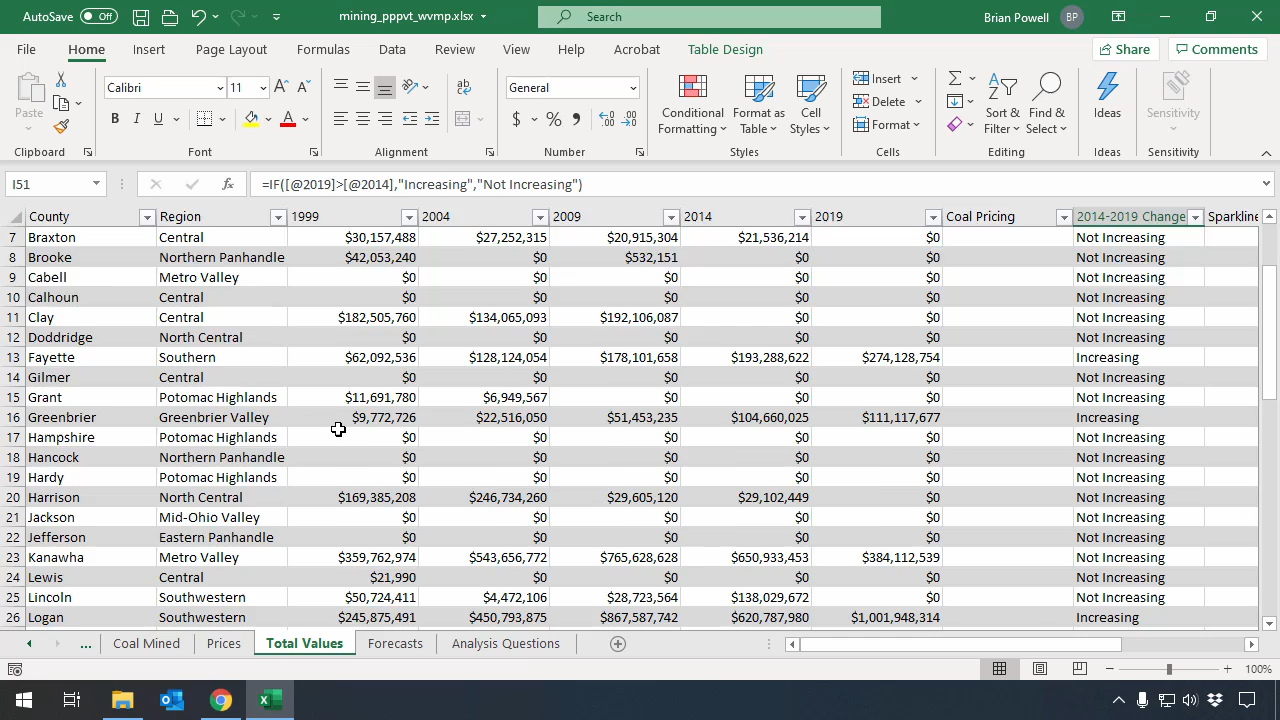 AutoSave Off mining_pppvt_wvmp.xlsx Search Brian Powell BP
File Home Insert Page Layout Formulas Data Review View Help Acrobat Table Design Share Comments
Paste Calibri 11 General Conditional Formatting Format as Table Cell Styles Insert Delete Format Sort & Filter Find & Select Ideas Sensitivity
Clipboard Font Alignment Number Styles Cells Editing Ideas Sensitivity
I51 fx =IF([@2019]>[@2014],"Increasing","Not Increasing")
County Region 1999 2004 2009 2014 2019 Coal Pricing 2014-2019 Change Sparkline
7 Braxton Central $30,157,488 $27,252,315 $20,915,304 $21,536,214 $0 Not Increasing
8 Brooke Northern Panhandle $42,053,240 $0 $532,151 $0 $0 Not Increasing
9 Cabell Metro Valley $0 $0 $0 $0 $0 Not Increasing
10 Calhoun Central $0 $0 $0 $0 $0 Not Increasing
11 Clay Central $182,505,760 $134,065,093 $192,106,087 $0 $0 Not Increasing
12 Doddridge North Central $0 $0 $0 $0 $0 Not Increasing
13 Fayette Southern $62,092,536 $128,124,054 $178,101,658 $193,288,622 $274,128,754 Increasing
14 Gilmer Central $0 $0 $0 $0 $0 Not Increasing
15 Grant Potomac Highlands $11,691,780 $6,949,567 $0 $0 $0 Not Increasing
16 Greenbrier Greenbrier Valley $9,772,726 $22,516,050 $51,453,235 $104,660,025 $111,117,677 Increasing
17 Hampshire Potomac Highlands $0 $0 $0 $0 $0 Not Increasing
18 Hancock Northern Panhandle $0 $0 $0 $0 $0 Not Increasing
19 Hardy Potomac Highlands $0 $0 $0 $0 $0 Not Increasing
20 Harrison North Central $169,385,208 $246,734,260 $29,605,120 $29,102,449 $0 Not Increasing
21 Jackson Mid-Ohio Valley $0 $0 $0 $0 $0 Not Increasing
22 Jefferson Eastern Panhandle $0 $0 $0 $0 $0 Not Increasing
23 Kanawha Metro Valley $359,762,974 $543,656,772 $765,628,628 $650,933,453 $384,112,539 Not Increasing
24 Lewis Central $21,990 $0 $0 $0 $0 Not Increasing
25 Lincoln Southwestern $50,724,411 $4,472,106 $28,723,564 $138,029,672 $0 Not Increasing
26 Logan Southwestern $245,875,491 $450,793,875 $867,587,742 $620,787,980 $1,001,948,314 Increasing
... Coal Mined Prices Total Values Forecasts Analysis Questions
100%